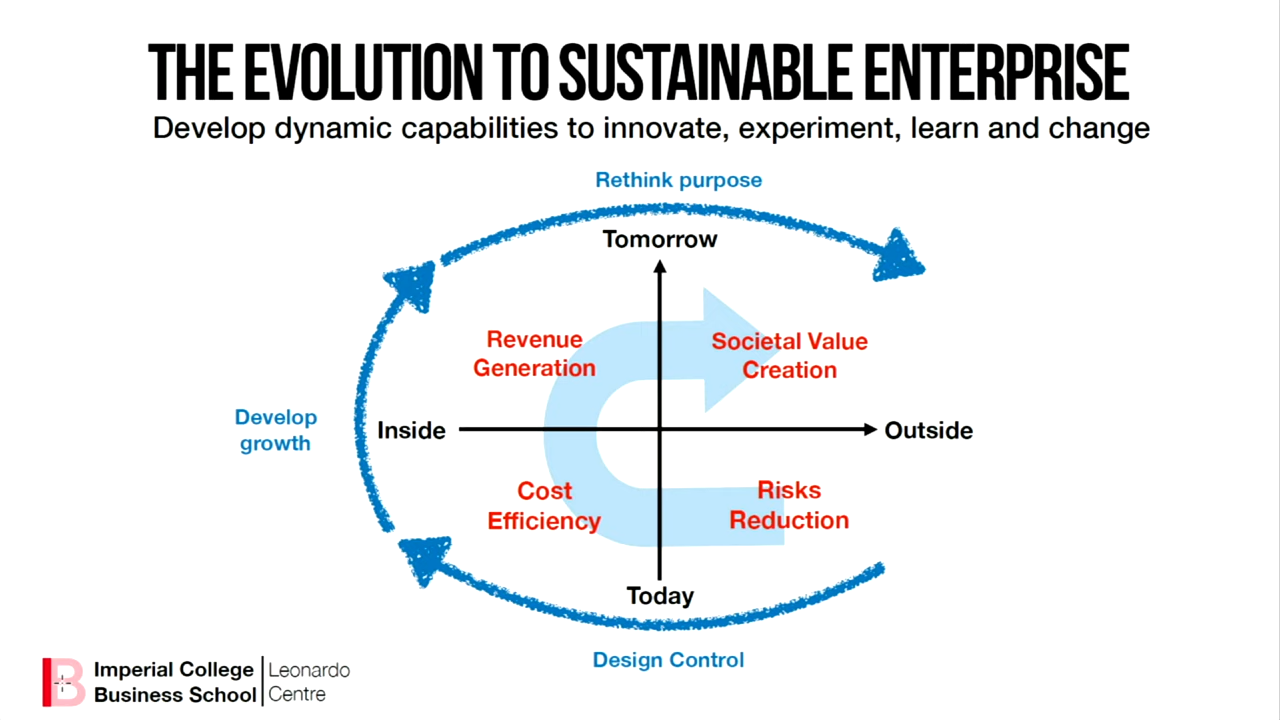 THE EVOLUTION TO SUSTAINABLE ENTERPRISE
Develop dynamic capabilities to innovate, experiment, learn and change
Rethink purpose
Tomorrow
Revenue
Generation
Societal Value
Creation
Develop
growth
Inside
Outside
Cost
Efficiency
Risks
Reduction
Today
Design Control
B
Imperial College
Business School
Leonardo
Centre